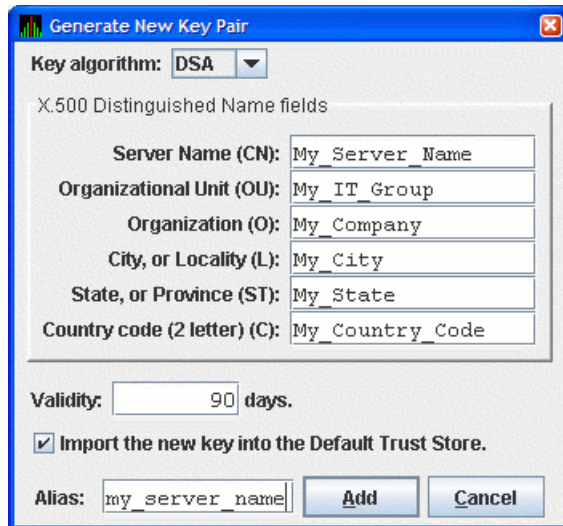 Generate New Key Pair
Key algorithm: DSA
X.500 Distinguished Name fields
Server Name (CN): My_Server_Name
Organizational Unit (OU): My_IT_Group
Organization (O): My_Company
City, or Locality (L): My_City
State, or Province (ST): My_State
Country code (2 letter) (C): My_Country_Code
Validity: 90 days.
Import the new key into the Default Trust Store.
Alias: my_server_name Add Cancel